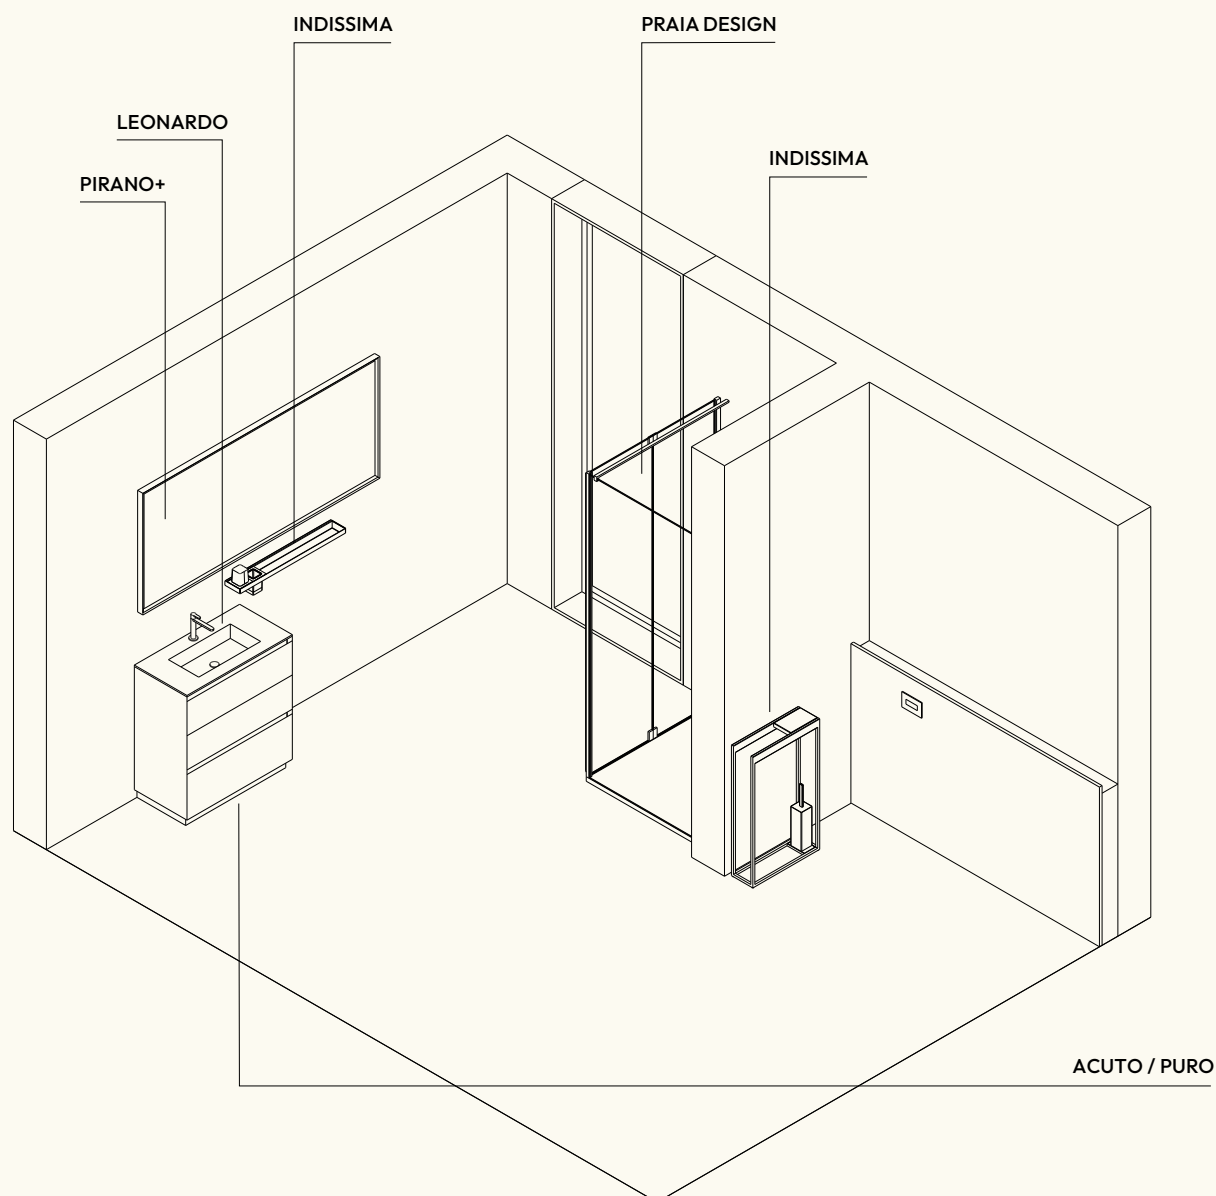 INDISSIMA
PRAIA DESIGN
LEONARDO
INDISSIMA
PIRANO+
ACUTO / PURO